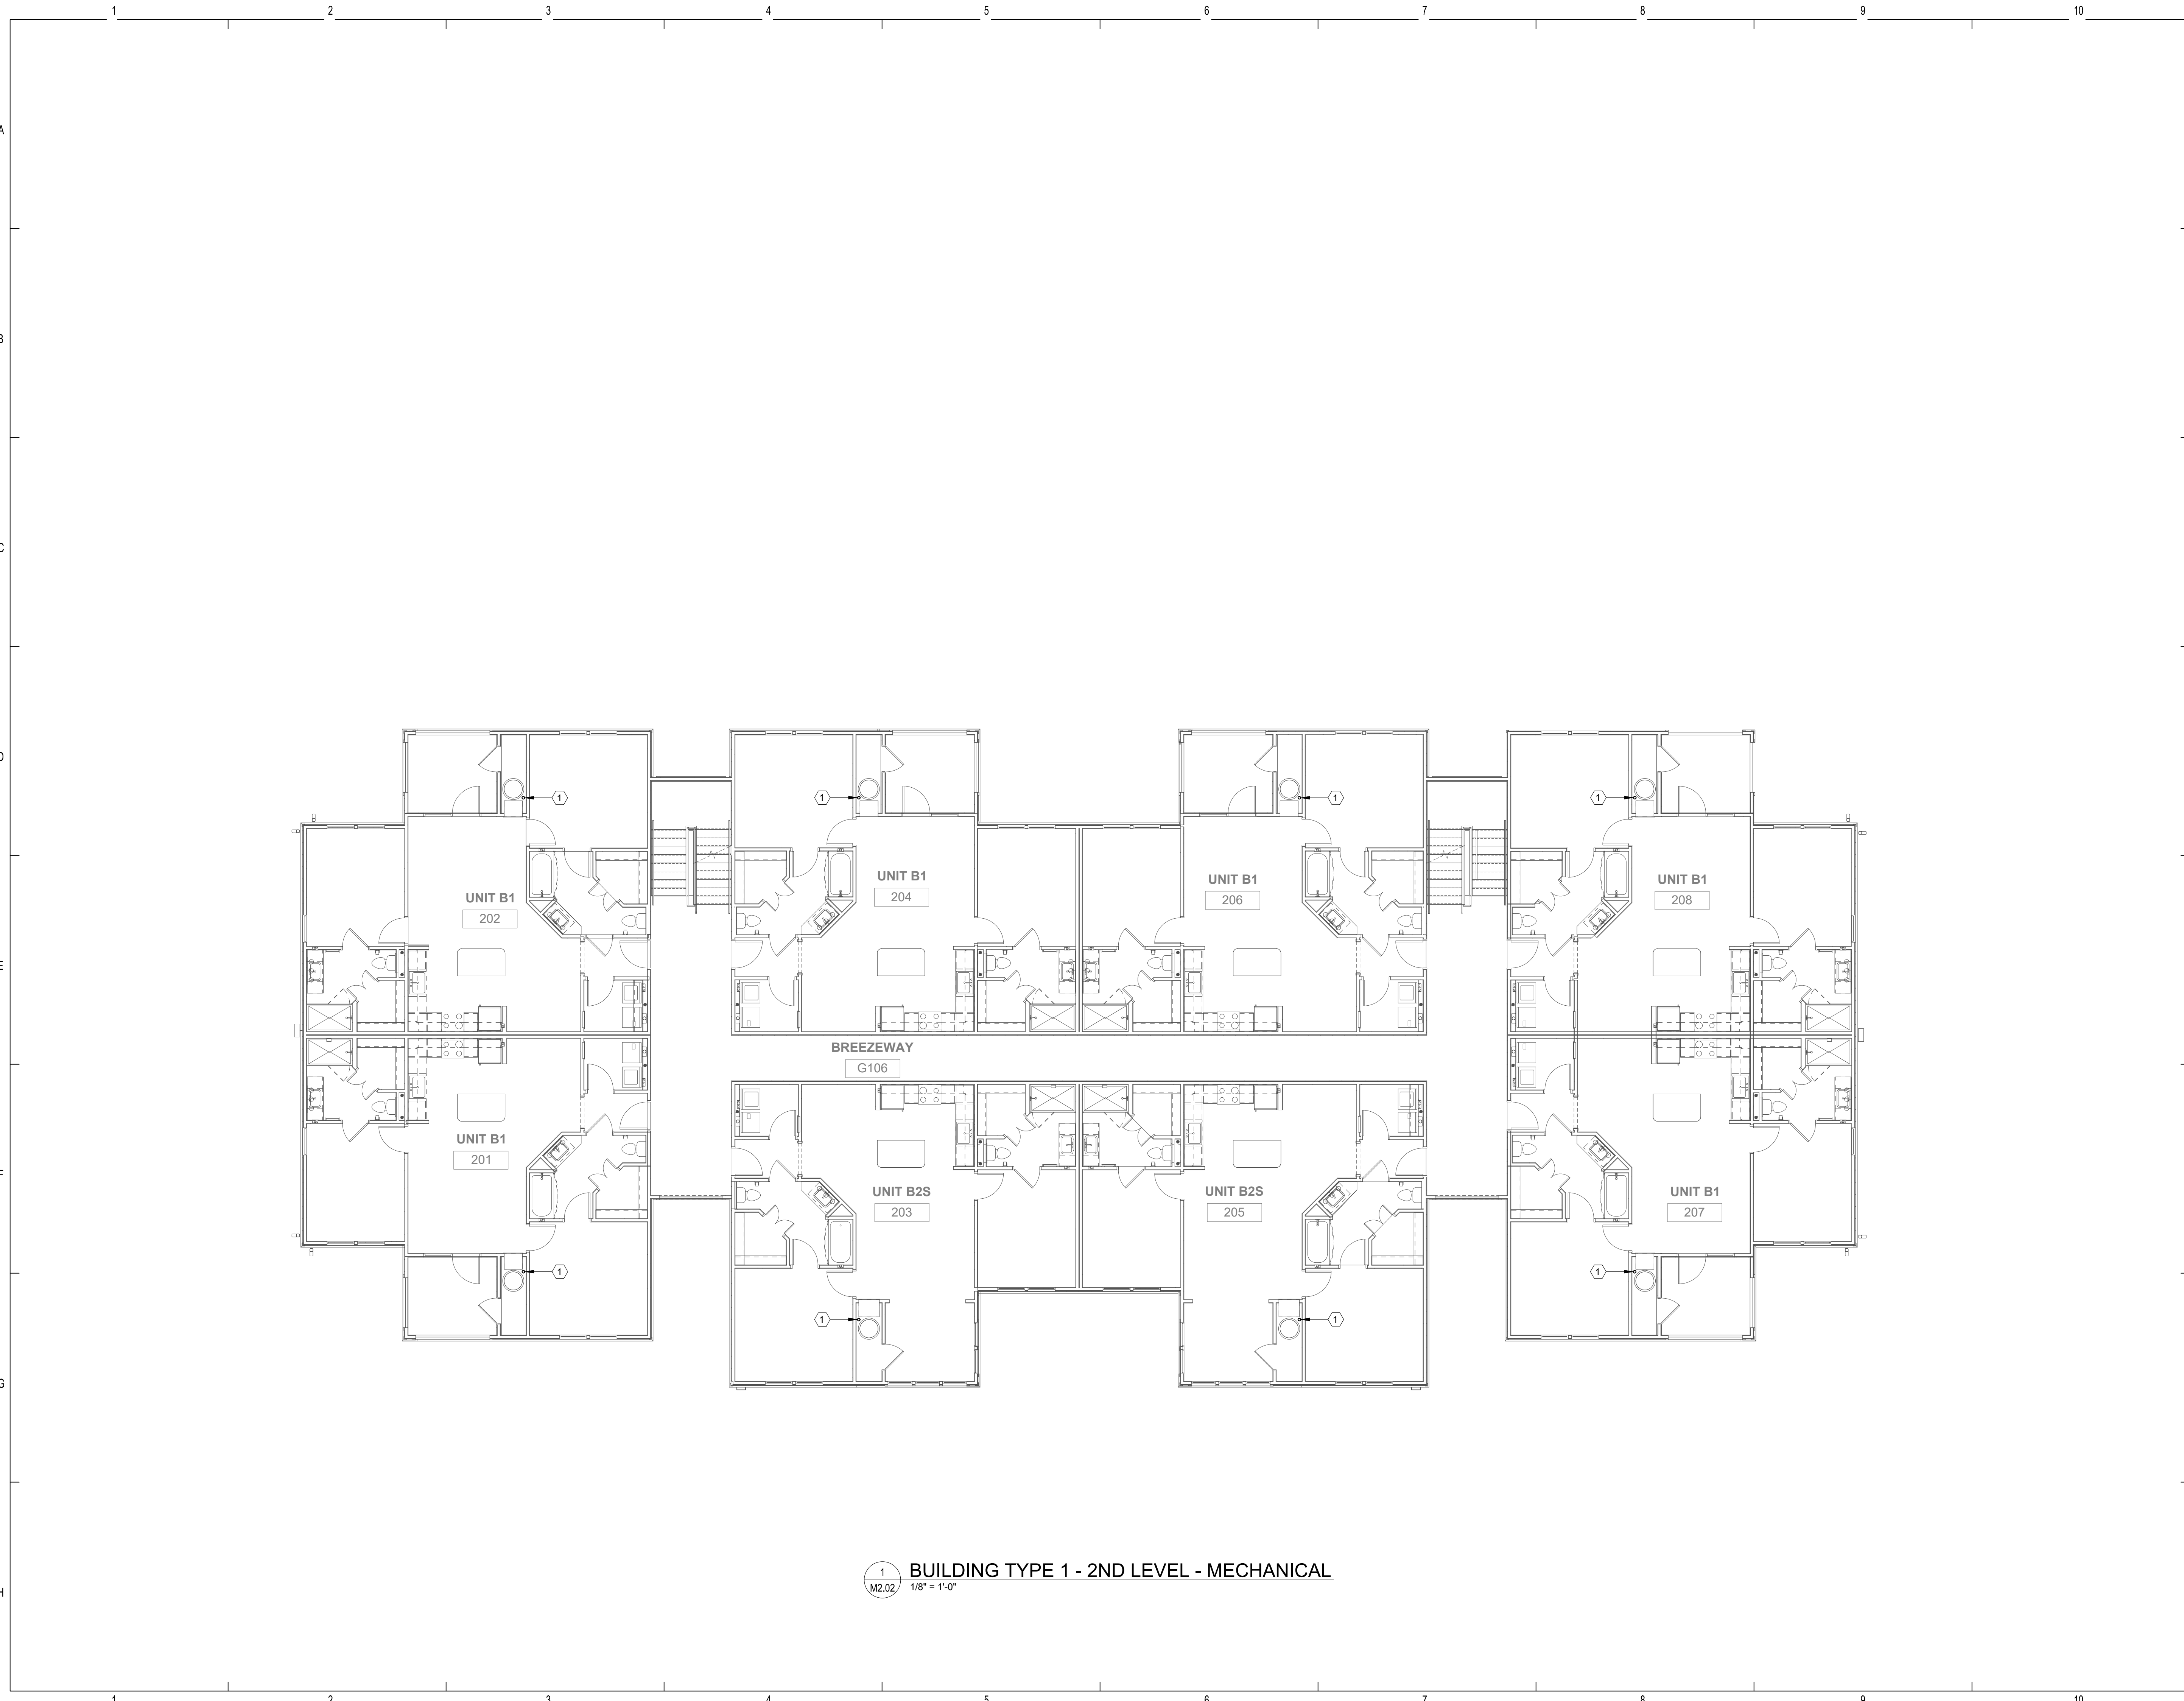 1 2 3 4 5 6 7 8 9 10
A
B
C
D
E
F
G
H
1 1 1 1
UNIT B1
202
UNIT B1
204
UNIT B1
206
UNIT B1
208
BREEZEWAY
G106
UNIT B1
201
UNIT B2S
203
UNIT B2S
205
UNIT B1
207
1 1
1 1
1
M2.02
BUILDING TYPE 1 - 2ND LEVEL - MECHANICAL
1/8" = 1'-0"
1 2 3 4 5 6 7 8 9 10